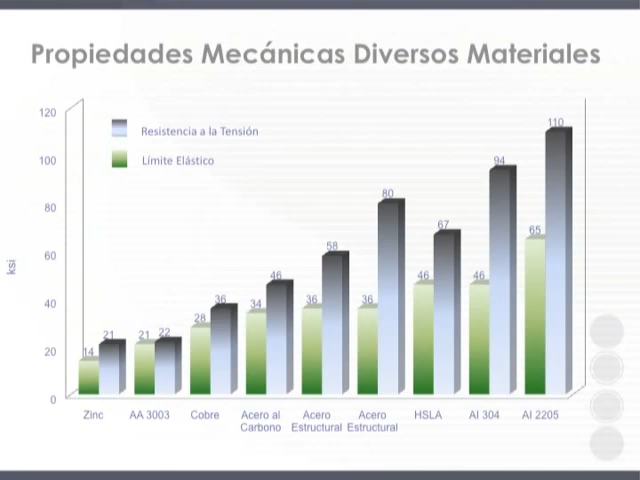 Propiedades Mecánicas Diversos Materiales
120
100
80
60
40
20
0
ksi
Resistencia a la Tensión
Límite Elástico
14 21
21 22
28 36
34 46
36 58
36 80
46 67
46 94
65 110
Zinc AA 3003 Cobre Acero al Acero Acero HSLA AI 304 AI 2205
Carbono Estructural Estructural